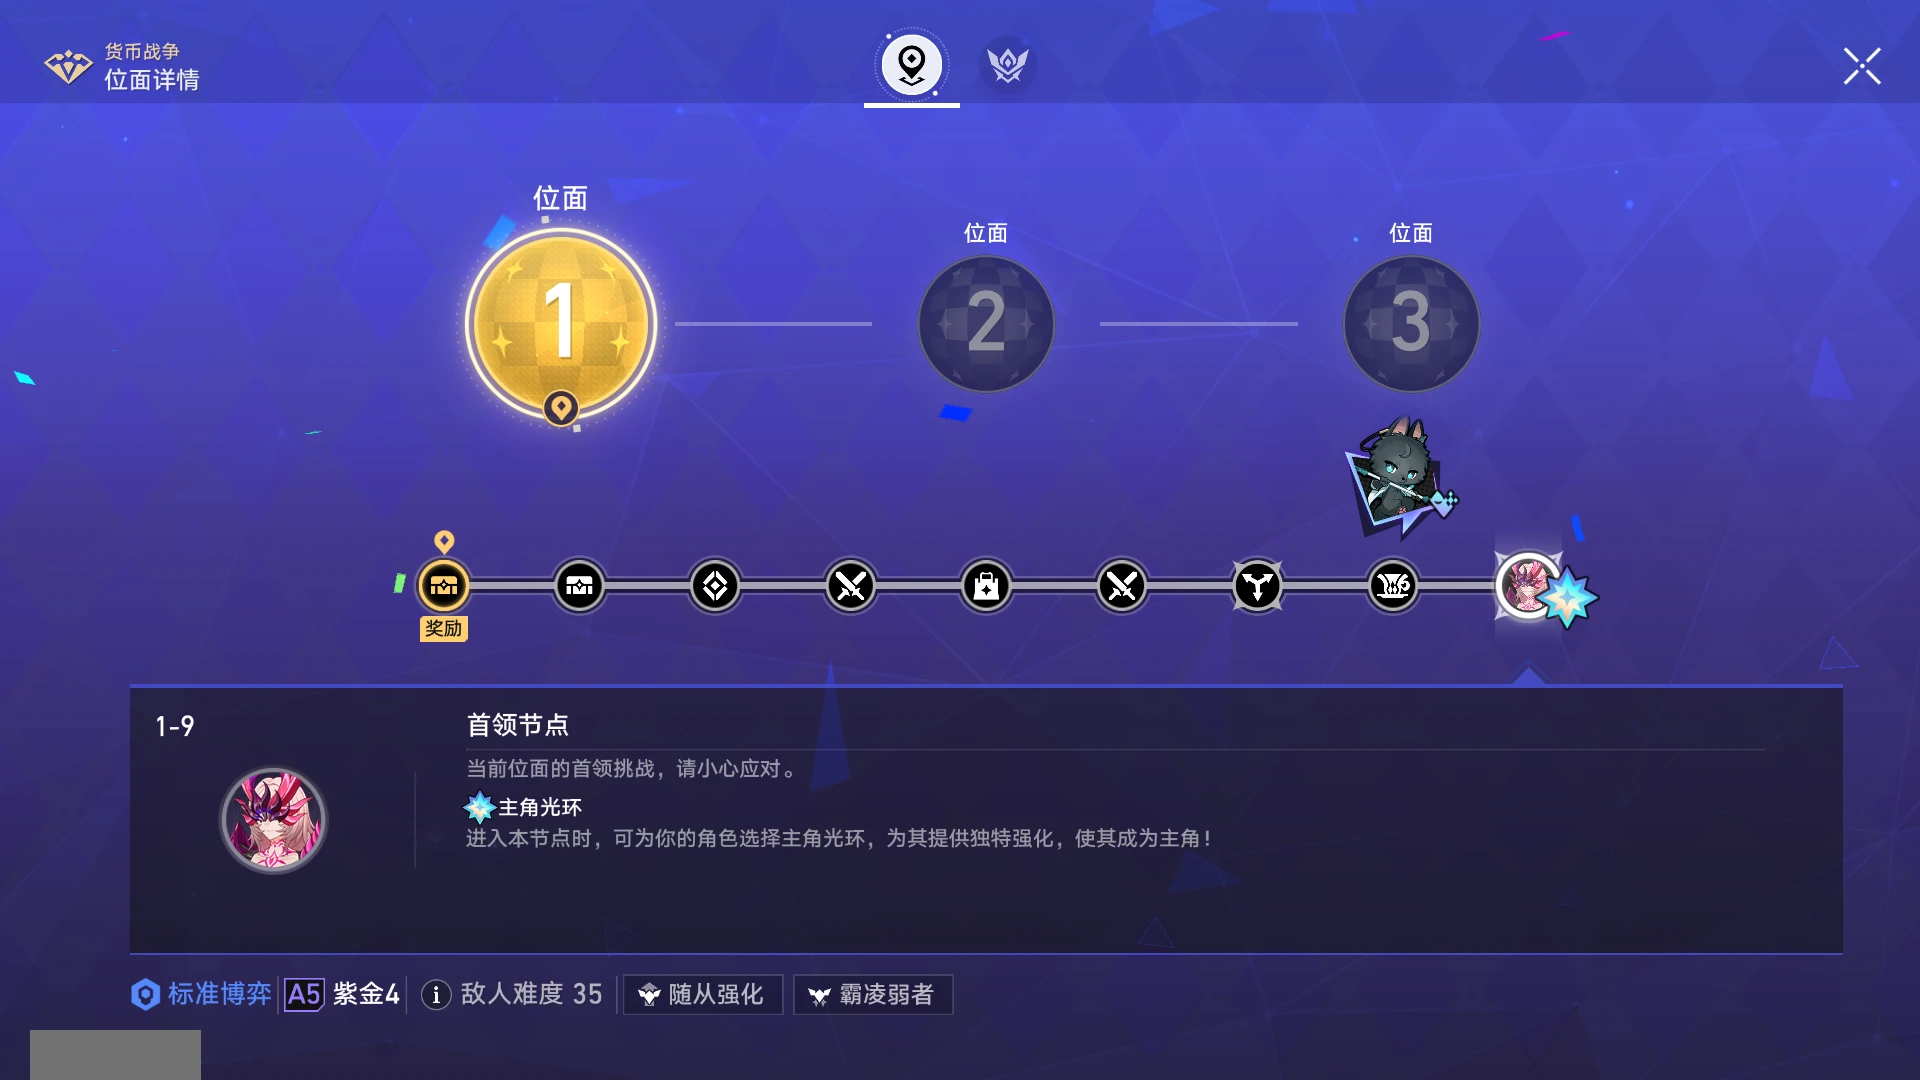 货币战争
位面详情
位面
1
位面
2
位面
3
奖励
1-9
首领节点
当前位面的首领挑战，请小心应对。
主角光环
进入本节点时，可为你的角色选择主角光环，为其提供独特强化，使其成为主角！
标准博弈 A5 紫金4 敌人难度 35 随从强化 霸凌弱者